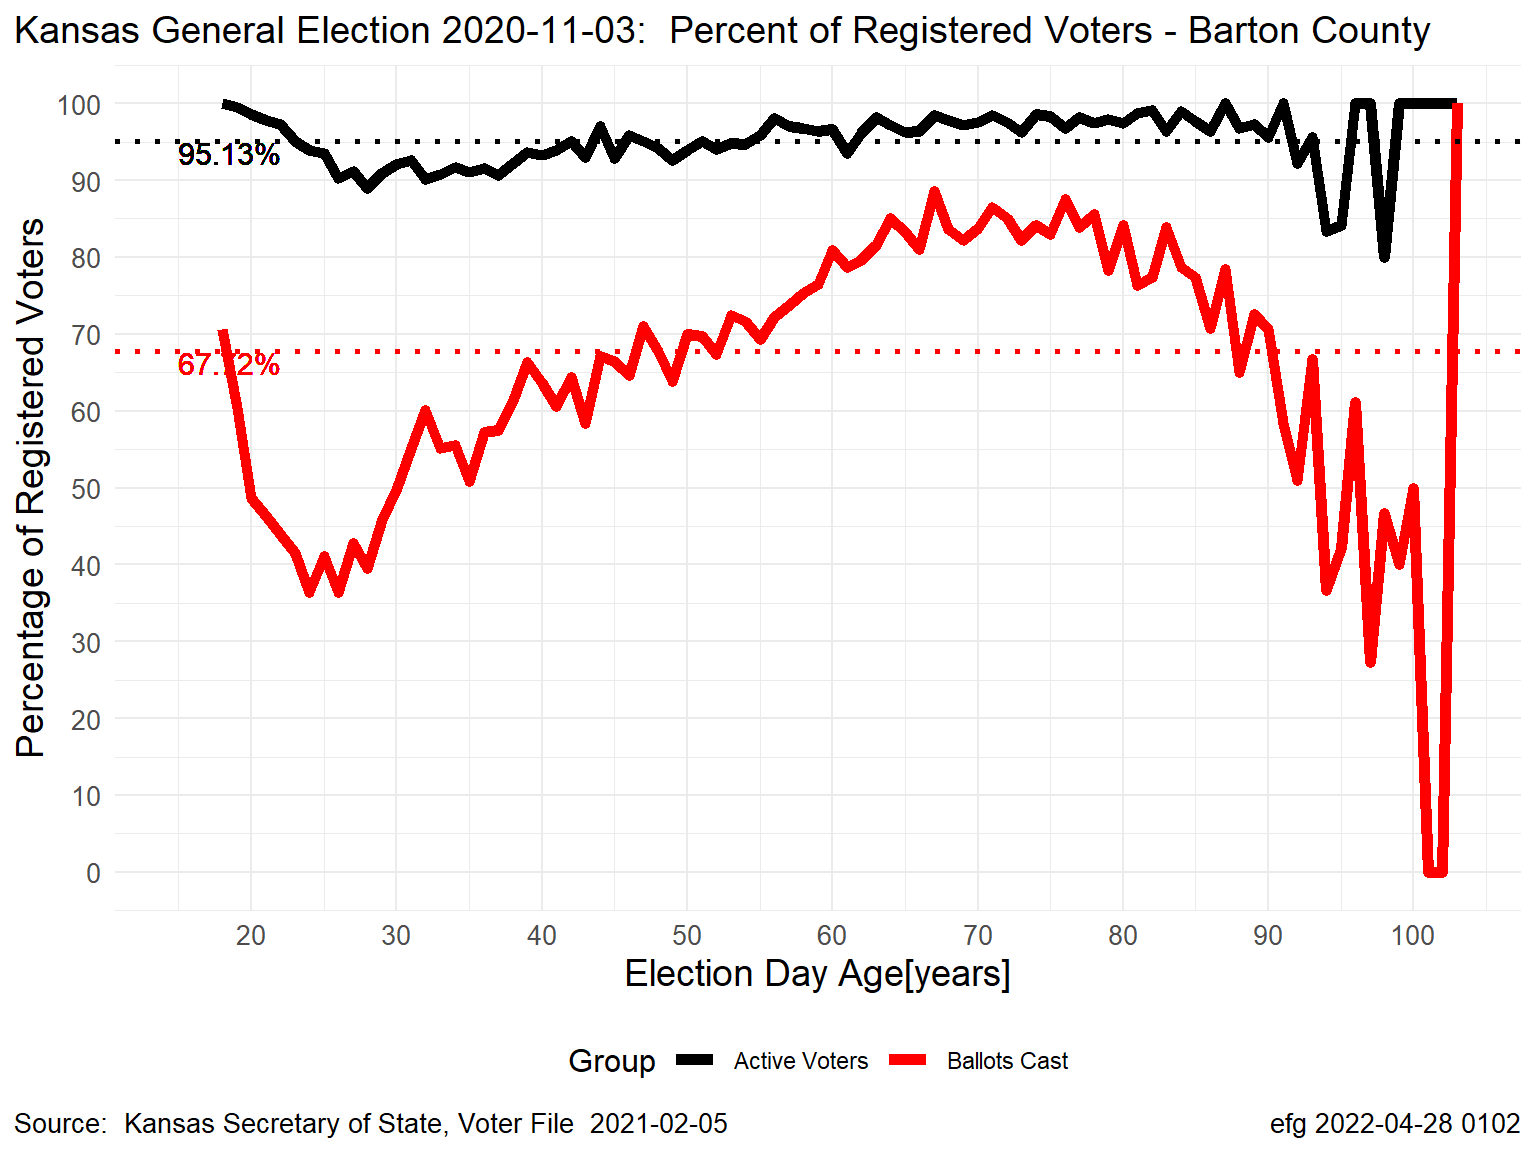 Kansas General Election 2020-11-03:  Percent of Registered Voters - Barton County
Percentage of Registered Voters
100
90
80
70
60
50
40
30
20
10
0
95.13%
67.72%
20 30 40 50 60 70 80 90 100
Election Day Age[years]
Group Active Voters Ballots Cast
Source:  Kansas Secretary of State, Voter File  2021-02-05
efg 2022-04-28 0102